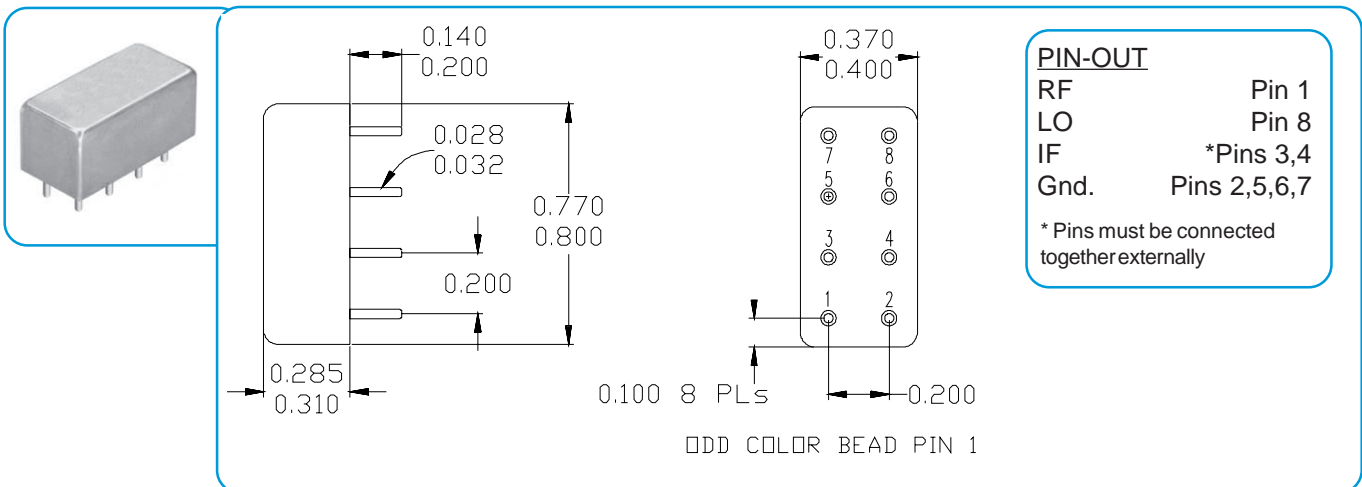 0.140
0.200
0.028
0.032
0.770
0.800
0.200
0.285
0.310
0.370
0.400
7 8
5 6
3 4
1 2
0.100 8 PLs
0.200
ODD COLOR BEAD PIN 1
PIN-OUT
RF Pin 1
LO Pin 8
IF *Pins 3,4
Gnd. Pins 2,5,6,7
* Pins must be connected
together externally